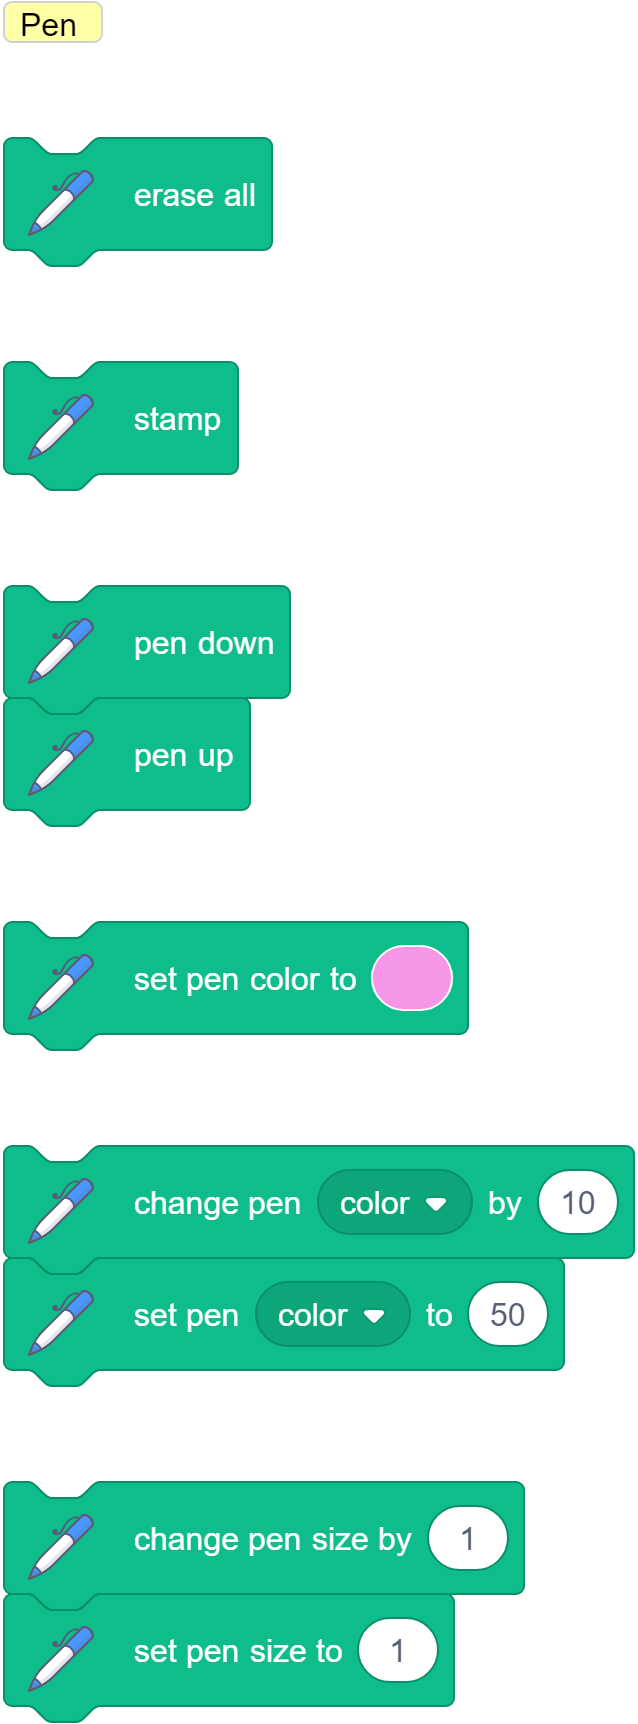 Pen
erase all
stamp
pen down
pen up
set pen color to
change pen color by 10
set pen color to 50
change pen size by 1
set pen size to 1